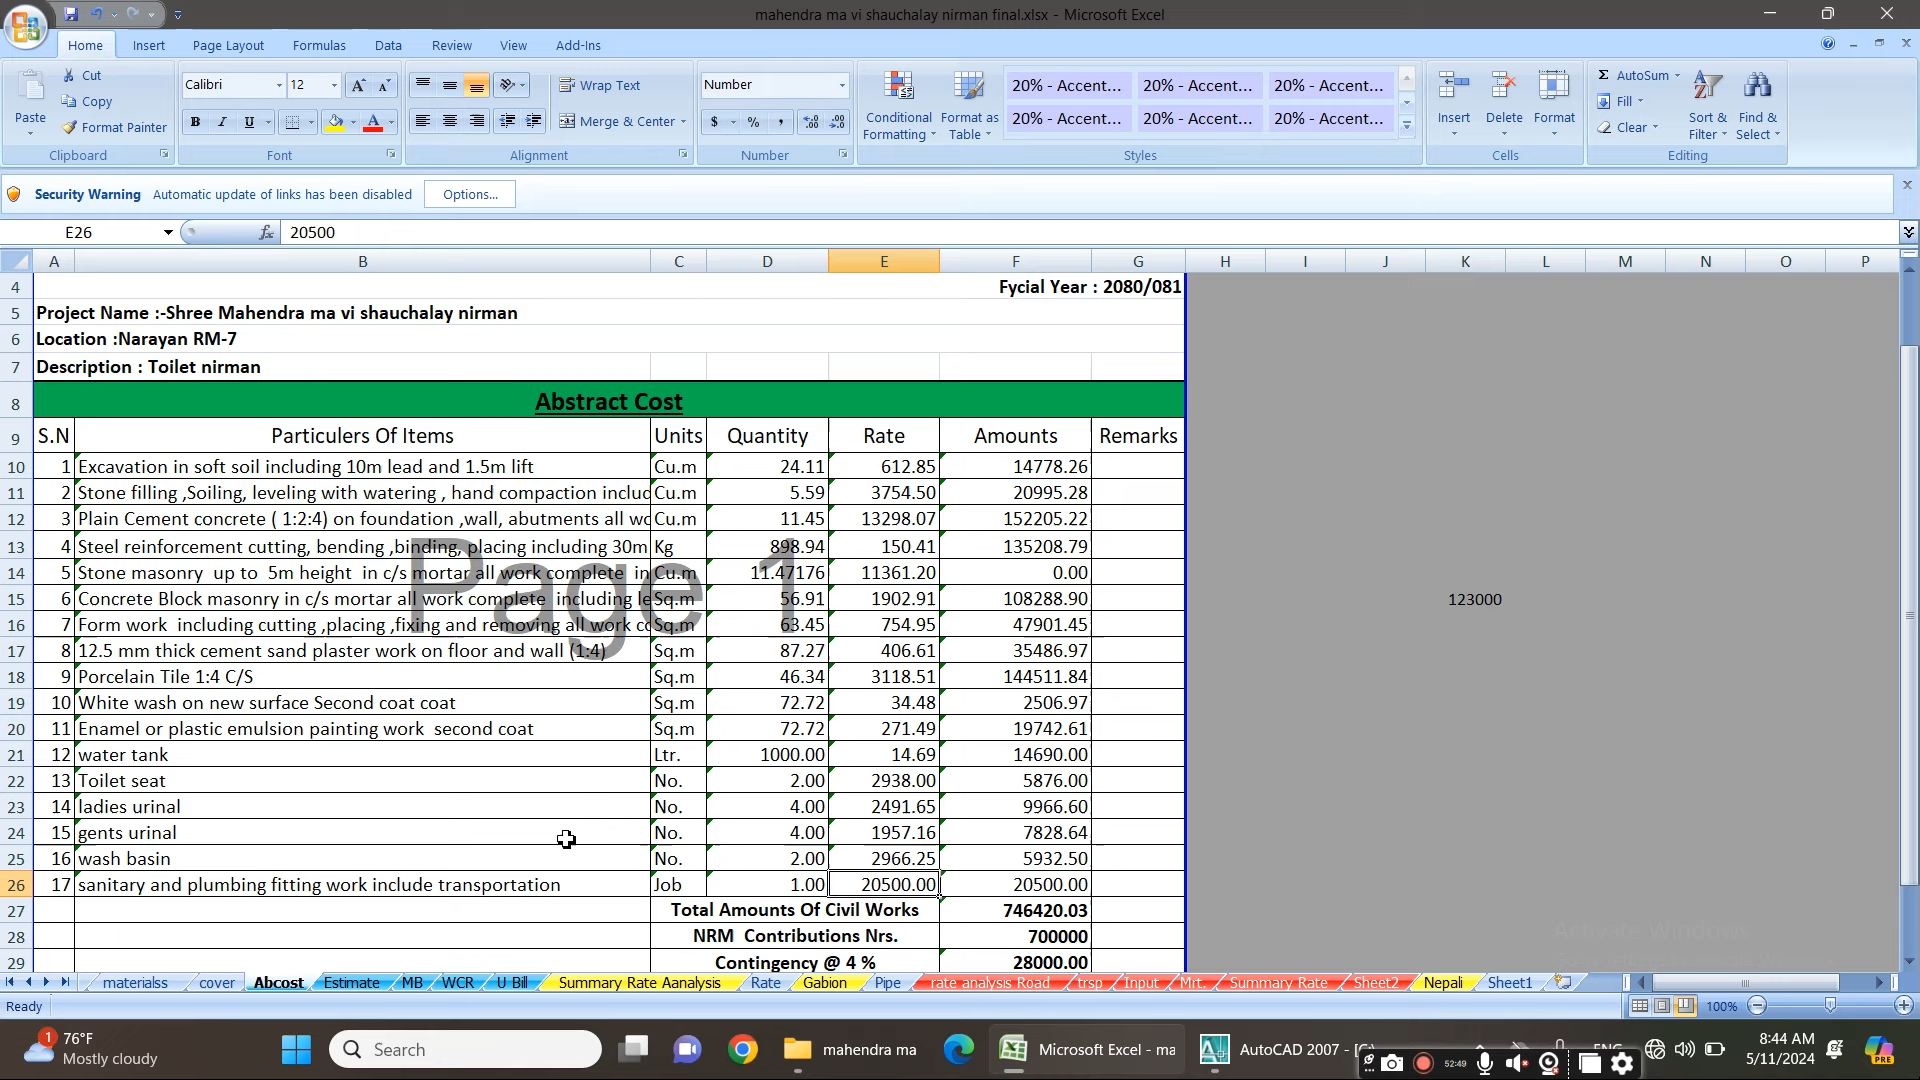 mahendra ma vi shauchalay nirman final.xlsx - Microsoft Excel
Home Insert Page Layout Formulas Data Review View Add-Ins
Paste Cut Copy Format Painter Clipboard
Calibri 12 B I U Font
Wrap Text Merge & Center Alignment
Number $ % , Number
Conditional Formatting Format as Table 20% - Accent... 20% - Accent... 20% - Accent... 20% - Accent... 20% - Accent... 20% - Accent... Styles
Insert Delete Format Cells
Σ AutoSum Fill Clear Sort & Filter Find & Select Editing
Security Warning Automatic update of links has been disabled Options...
E26 fx 20500
A B C D E F G H I J K L M N O P
4 Fycial Year : 2080/081
5 Project Name :-Shree Mahendra ma vi shauchalay nirman
6 Location :Narayan RM-7
7 Description : Toilet nirman
8 Abstract Cost
9 S.N Particulers Of Items Units Quantity Rate Amounts Remarks
10 1 Excavation in soft soil including 10m lead and 1.5m lift Cu.m 24.11 612.85 14778.26
11 2 Stone filling ,Soiling, leveling with watering , hand compaction includ Cu.m 5.59 3754.50 20995.28
12 3 Plain Cement concrete ( 1:2:4) on foundation ,wall, abutments all wo Cu.m 11.45 13298.07 152205.22
13 4 Steel reinforcement cutting, bending ,binding, placing including 30m Kg 898.94 150.41 135208.79
14 5 Stone masonry up to 5m height in c/s mortar all work complete in Cu.m 11.47176 11361.20 0.00
15 6 Concrete Block masonry in c/s mortar all work complete including le Sq.m 56.91 1902.91 108288.90 123000
16 7 Form work including cutting ,placing ,fixing and removing all work co Sq.m 63.45 754.95 47901.45
17 8 12.5 mm thick cement sand plaster work on floor and wall (1:4) Sq.m 87.27 406.61 35486.97
18 9 Porcelain Tile 1:4 C/S Sq.m 46.34 3118.51 144511.84
19 10 White wash on new surface Second coat coat Sq.m 72.72 34.48 2506.97
20 11 Enamel or plastic emulsion painting work second coat Sq.m 72.72 271.49 19742.61
21 12 water tank Ltr. 1000.00 14.69 14690.00
22 13 Toilet seat No. 2.00 2938.00 5876.00
23 14 ladies urinal No. 4.00 2491.65 9966.60
24 15 gents urinal No. 4.00 1957.16 7828.64
25 16 wash basin No. 2.00 2966.25 5932.50
26 17 sanitary and plumbing fitting work include transportation Job 1.00 20500.00 20500.00
27 Total Amounts Of Civil Works 746420.03
28 NRM Contributions Nrs. 700000
29 Contingency @ 4 % 28000.00
Page 1
Activate Windows
materialss cover Abcost Estimate MB WCR U Bill Summary Rate Aanalysis Rate Gabion Pipe rate analysis Road trsp Input Mrt. Summary Rate Sheet2 Nepali Sheet1
Ready 100%
1 76°F
Mostly cloudy
Search
mahendra ma
Microsoft Excel - ma
AutoCAD 2007 - [C:\
52:49
8:44 AM
5/11/2024
PRE